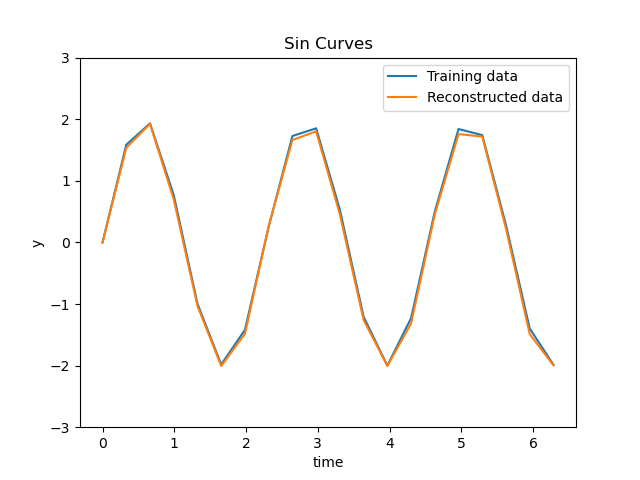 Sin Curves
Training data
Reconstructed data
3
2
1
0
−1
−2
−3
y
0 1 2 3 4 5 6
time